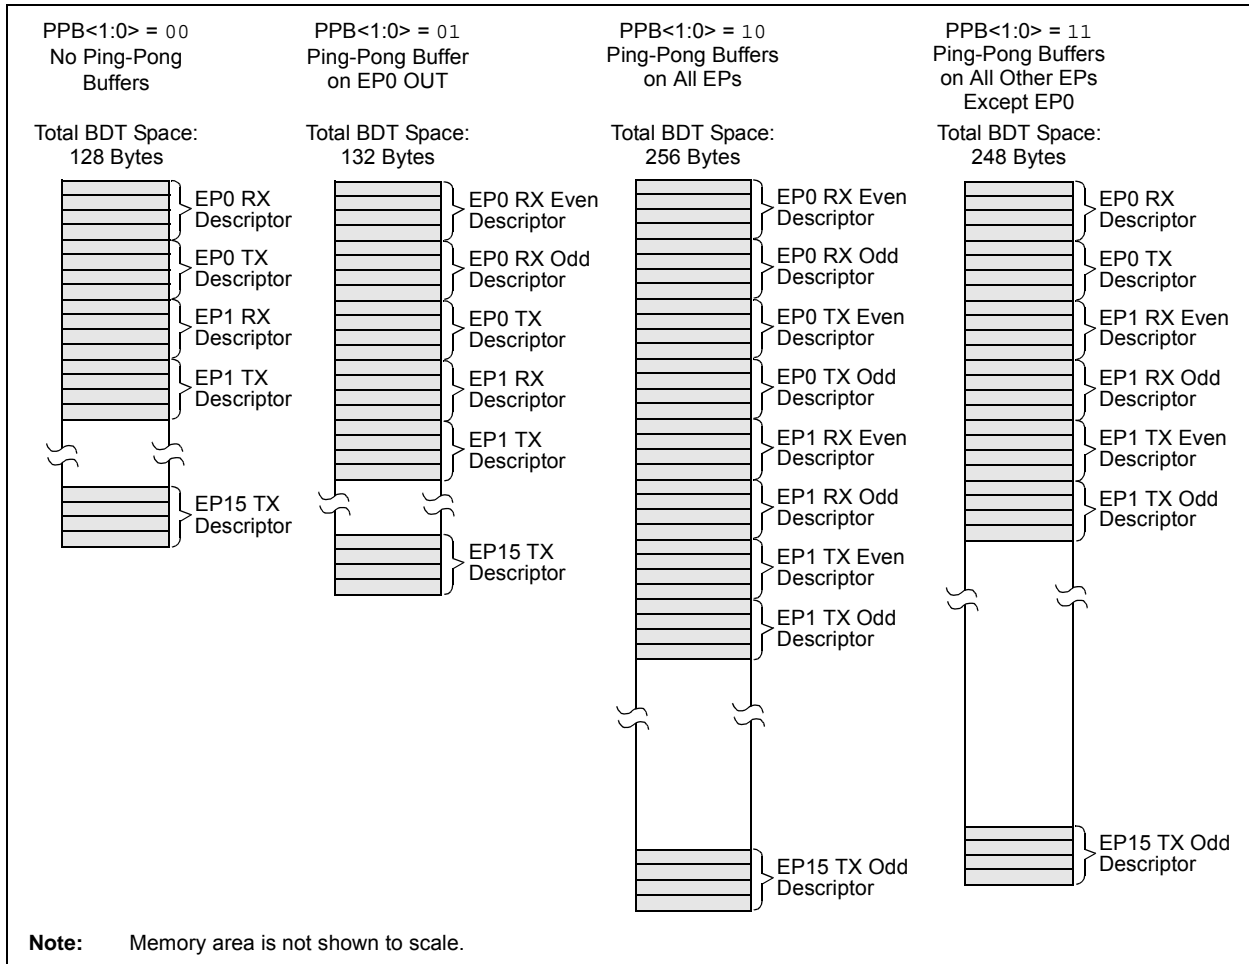 PPB<1:0> = 00
No Ping-Pong
Buffers
Total BDT Space:
128 Bytes
EP0 RX
Descriptor
EP0 TX
Descriptor
EP1 RX
Descriptor
EP1 TX
Descriptor
EP15 TX
Descriptor
PPB<1:0> = 01
Ping-Pong Buffer
on EP0 OUT
Total BDT Space:
132 Bytes
EP0 RX Even
Descriptor
EP0 RX Odd
Descriptor
EP0 TX
Descriptor
EP1 RX
Descriptor
EP1 TX
Descriptor
EP15 TX
Descriptor
PPB<1:0> = 10
Ping-Pong Buffers
on All EPs
Total BDT Space:
256 Bytes
EP0 RX Even
Descriptor
EP0 RX Odd
Descriptor
EP0 TX Even
Descriptor
EP0 TX Odd
Descriptor
EP1 RX Even
Descriptor
EP1 RX Odd
Descriptor
EP1 TX Even
Descriptor
EP1 TX Odd
Descriptor
EP15 TX Odd
Descriptor
PPB<1:0> = 11
Ping-Pong Buffers
on All Other EPs
Except EP0
Total BDT Space:
248 Bytes
EP0 RX
Descriptor
EP0 TX
Descriptor
EP1 RX Even
Descriptor
EP1 RX Odd
Descriptor
EP1 TX Even
Descriptor
EP1 TX Odd
Descriptor
EP15 TX Odd
Descriptor
Note: Memory area is not shown to scale.